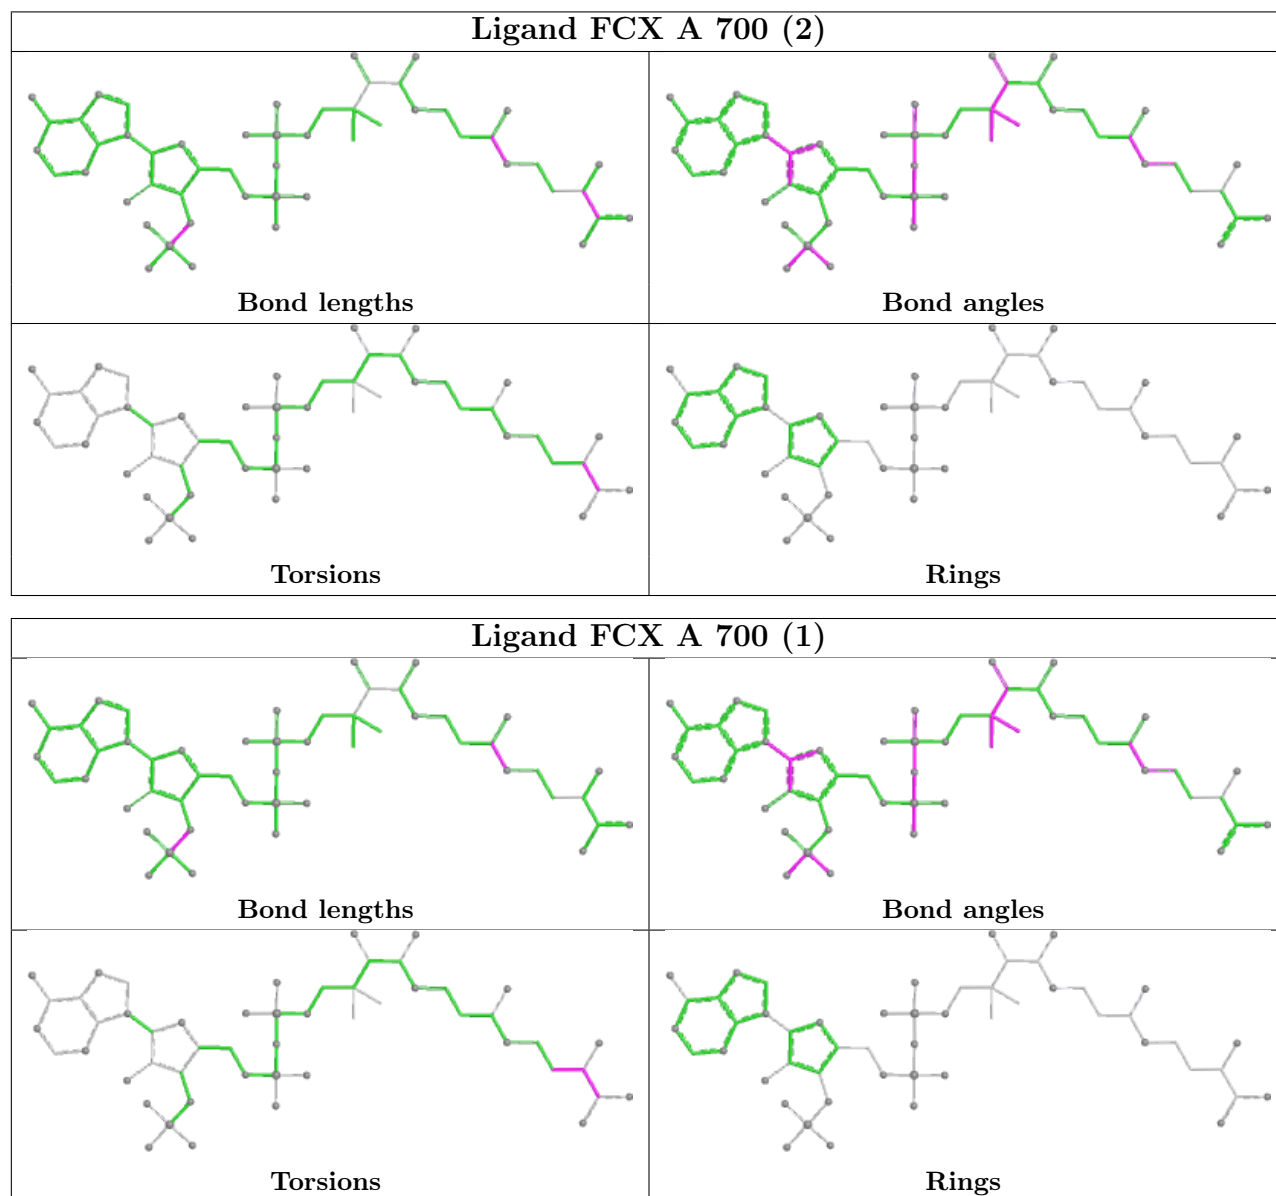 Ligand FCX A 700 (2)
Bond lengths
Bond angles
Torsions
Rings
Ligand FCX A 700 (1)
Bond lengths
Bond angles
Torsions
Rings